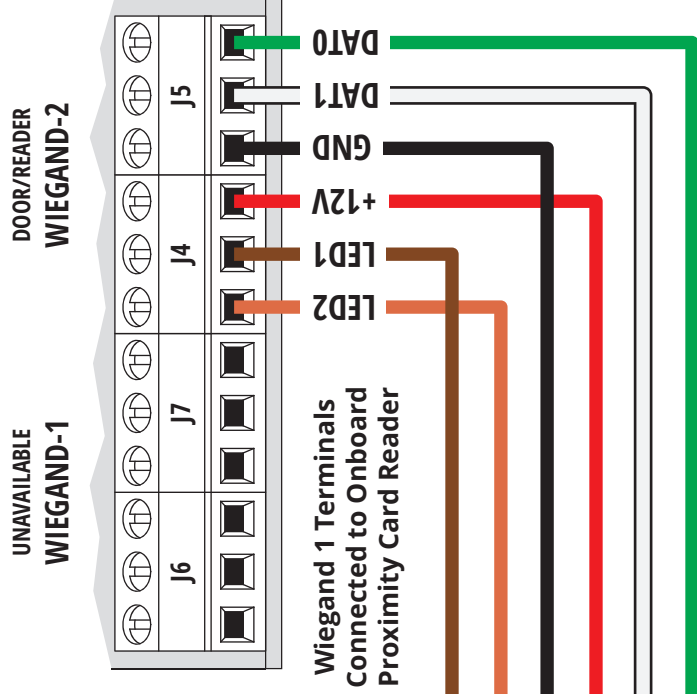 DOOR/READER
WIEGAND-2
UNAVAILABLE
WIEGAND-1
J5
J4
J7
J6
DAT0
DAT1
GND
+12V
LED1
LED2
Wiegand 1 Terminals
Connected to Onboard
Proximity Card Reader